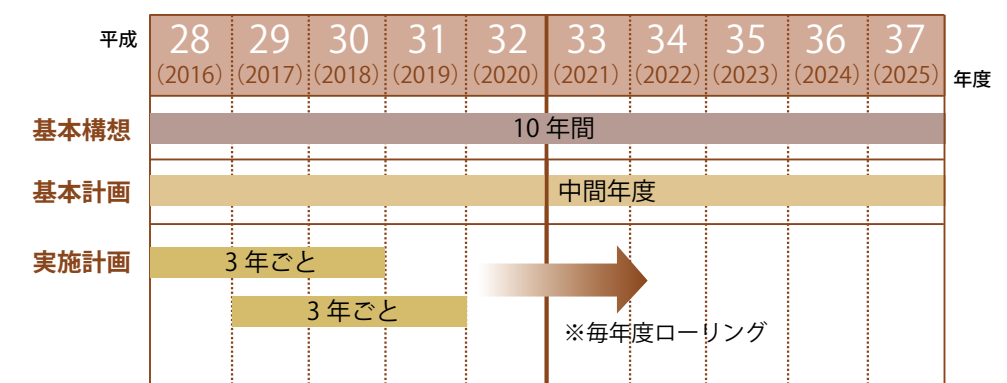 平成 28 29 30 31 32 33 34 35 36 37
(2016) (2017) (2018) (2019) (2020) (2021) (2022) (2023) (2024) (2025) 年度
基本構想 10年間
基本計画 中間年度
実施計画 3年ごと
3年ごと
※毎年度ローリング